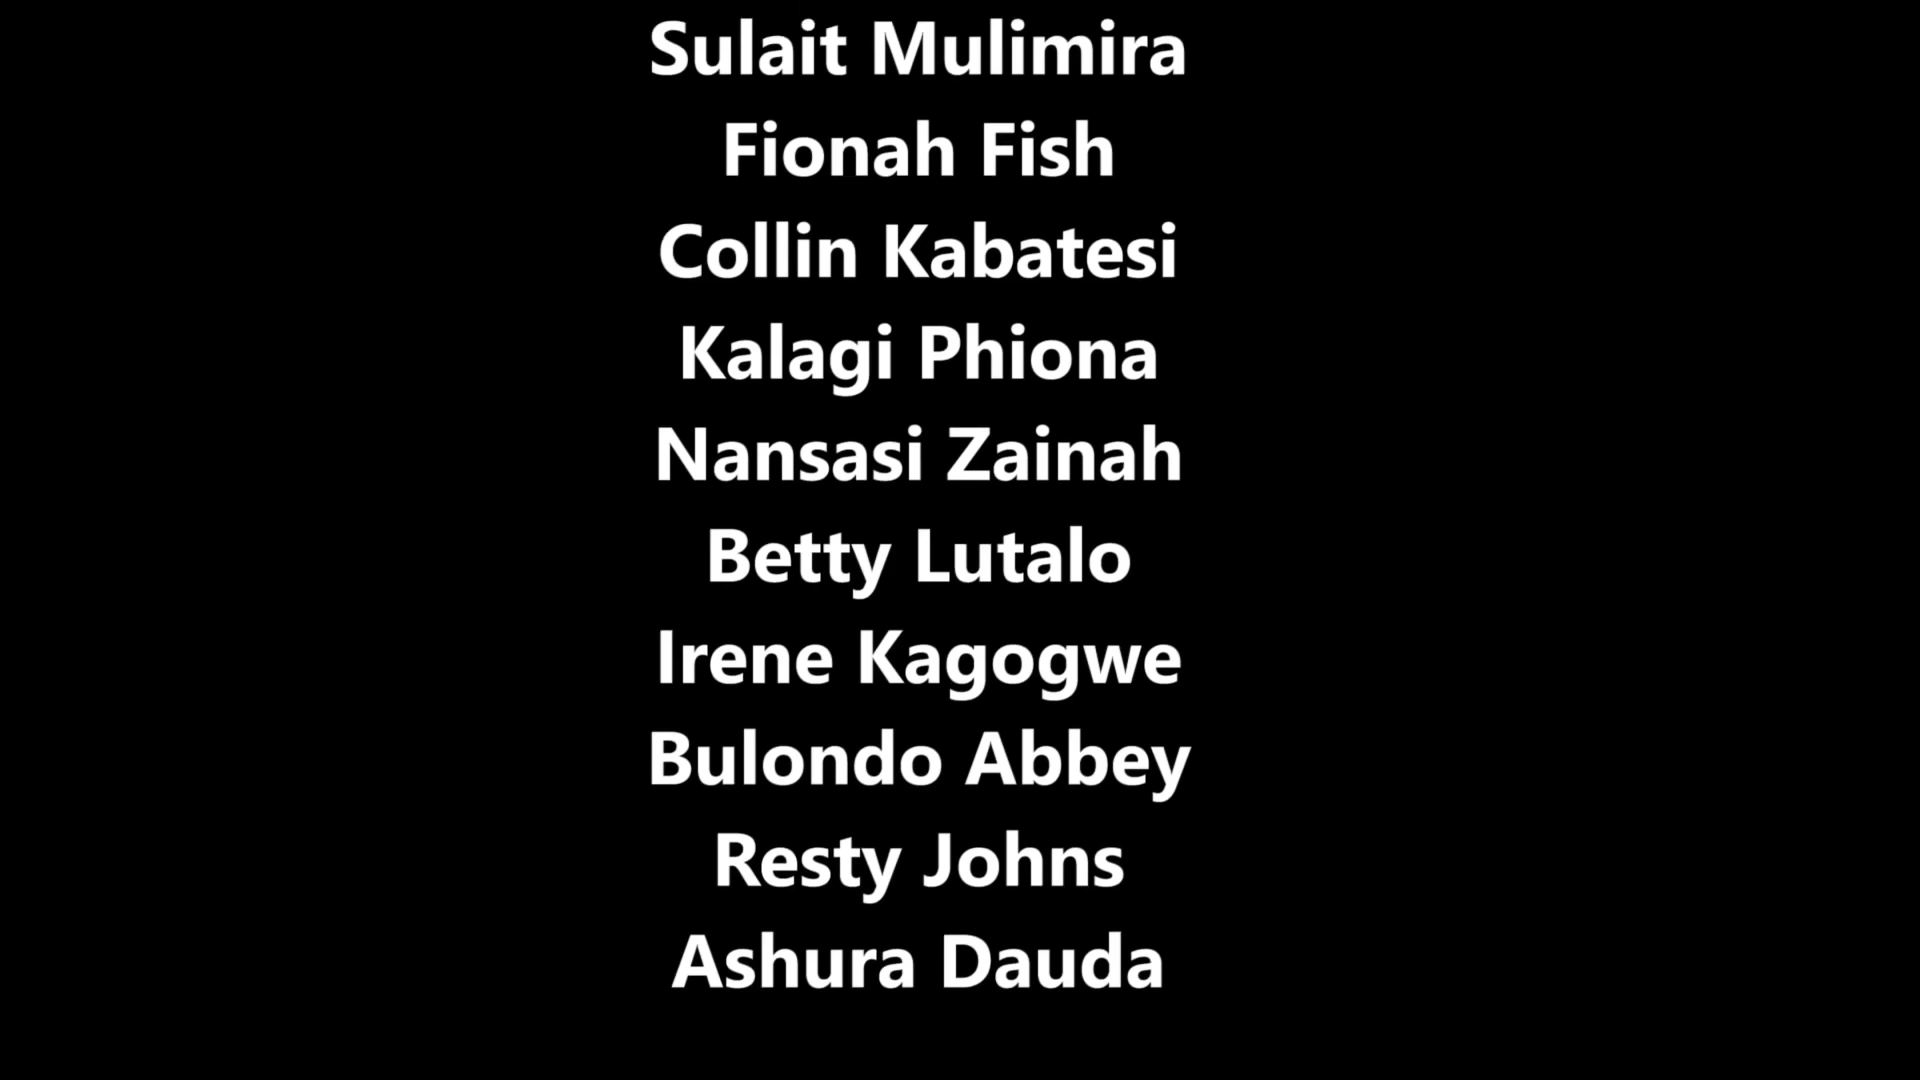 Sulait Mulimira
Fionah Fish
Collin Kabatesi
Kalagi Phiona
Nansasi Zainah
Betty Lutalo
Irene Kagogwe
Bulondo Abbey
Resty Johns
Ashura Dauda